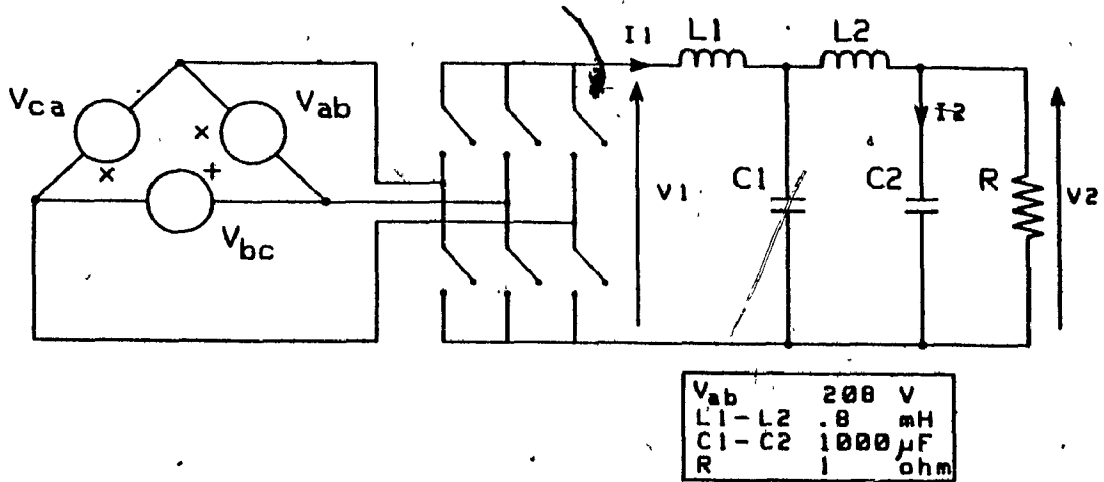 I1
L1
L2
Vca
Vab
x
x
+
Vbc
V1
C1
C2
I2
R
V2
Vab 208 V
L1-L2 .8 mH
C1-C2 1000 µF
R 1 ohm